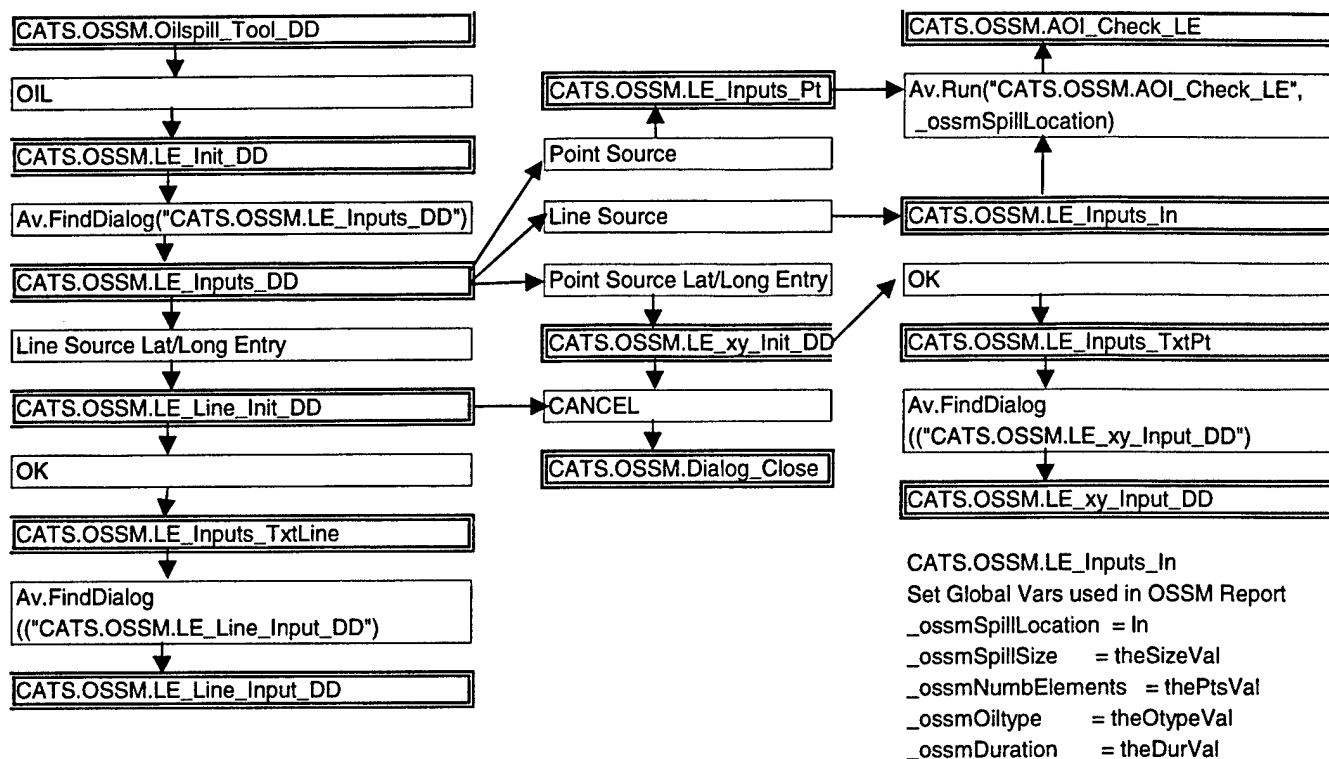 CATS.OSSM.Oilspill_Tool_DD
OIL
CATS.OSSM.LE_Init_DD
Av.FindDialog("CATS.OSSM.LE_Inputs_DD")
CATS.OSSM.LE_Inputs_DD
Line Source Lat/Long Entry
CATS.OSSM.LE_Line_Init_DD
OK
CATS.OSSM.LE_Inputs_TxtLine
Av.FindDialog
(("CATS.OSSM.LE_Line_Input_DD")
CATS.OSSM.LE_Line_Input_DD
CATS.OSSM.LE_Inputs_Pt
Point Source
Line Source
Point Source Lat/Long Entry
CATS.OSSM.LE_xy_Init_DD
CANCEL
CATS.OSSM.Dialog_Close
CATS.OSSM.AOI_Check_LE
Av.Run("CATS.OSSM.AOI_Check_LE",
_ossmSpillLocation)
CATS.OSSM.LE_Inputs_In
OK
CATS.OSSM.LE_Inputs_TxtPt
Av.FindDialog
(("CATS.OSSM.LE_xy_Input_DD")
CATS.OSSM.LE_xy_Input_DD
CATS.OSSM.LE_Inputs_In
Set Global Vars used in OSSM Report
_ossmSpillLocation = In
_ossmSpillSize = theSizeVal
_ossmNumbElements = thePtsVal
_ossmOiltype = theOtypeVal
_ossmDuration = theDurVal